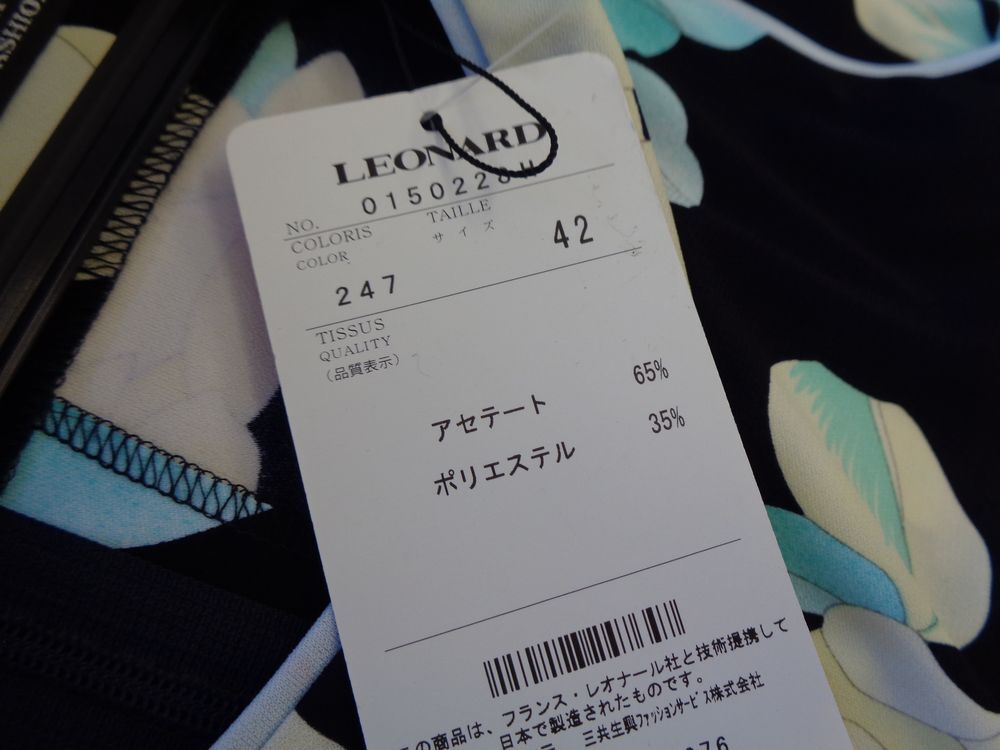 LEONARD
NO. 0150228H
COLORIS
COLOR
TAILLE
サイズ
247
42
TISSUS
QUALITY
(品質表示)
アセテート 65%
ポリエステル 35%
この商品は、フランス・レオナール社と技術提携して
日本で製造されたものです。
三共生興ファッションサービス株式会社